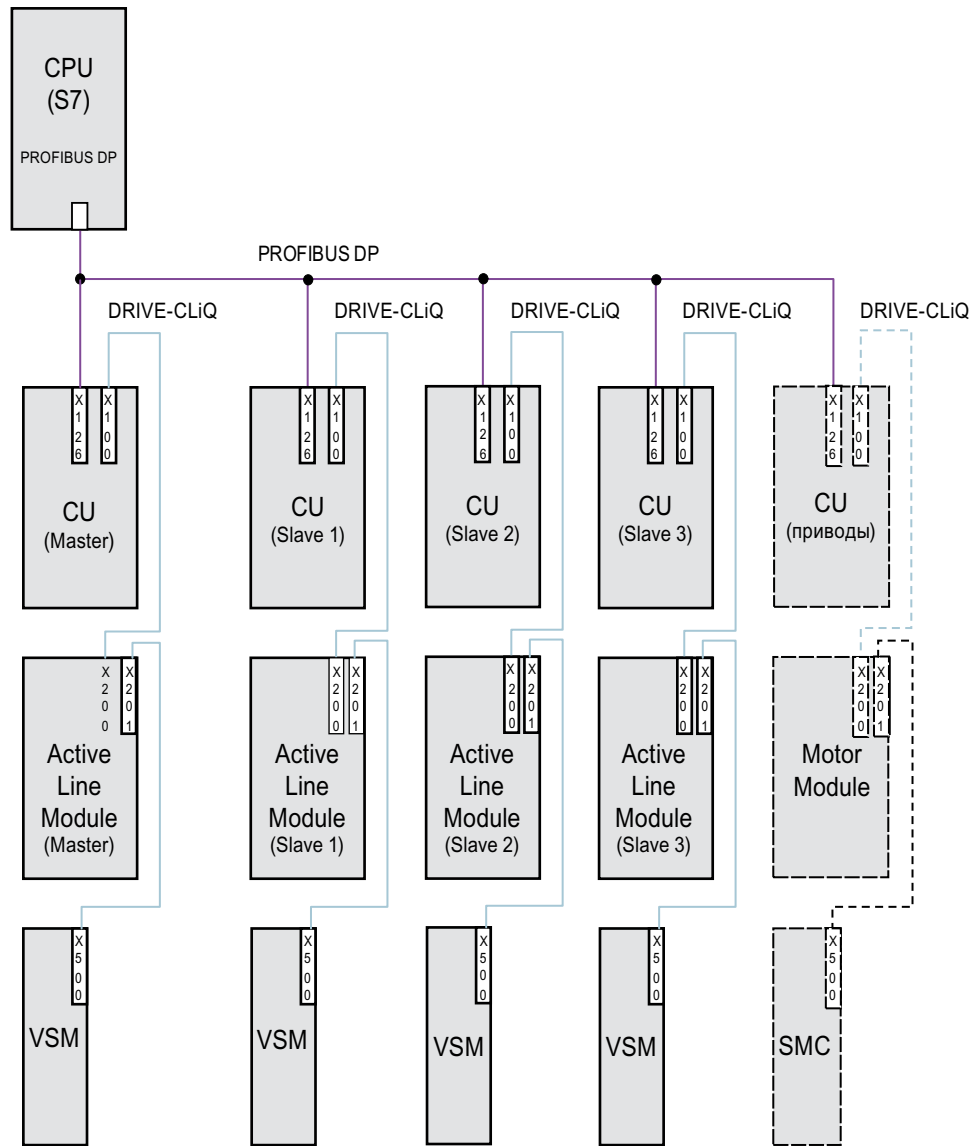 CPU
(S7)
PROFIBUS DP
PROFIBUS DP
DRIVE-CLiQ
DRIVE-CLiQ
DRIVE-CLiQ
DRIVE-CLiQ
DRIVE-CLiQ
X126
X100
X126
X100
X126
X100
X126
X100
X126
X100
CU
(Master)
CU
(Slave 1)
CU
(Slave 2)
CU
(Slave 3)
CU
(приводы)
X200
X201
X200
X201
X200
X201
X200
X201
X200
X201
Active
Line
Module
(Master)
Active
Line
Module
(Slave 1)
Active
Line
Module
(Slave 2)
Active
Line
Module
(Slave 3)
Motor
Module
X500
X500
X500
X500
X500
VSM
VSM
VSM
VSM
SMC